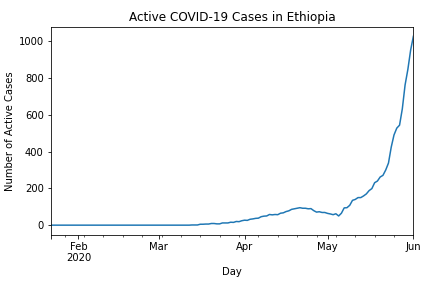 Active COVID-19 Cases in Ethiopia
Number of Active Cases
1000
800
600
400
200
0
Feb
2020
Mar
Apr
May
Jun
Day